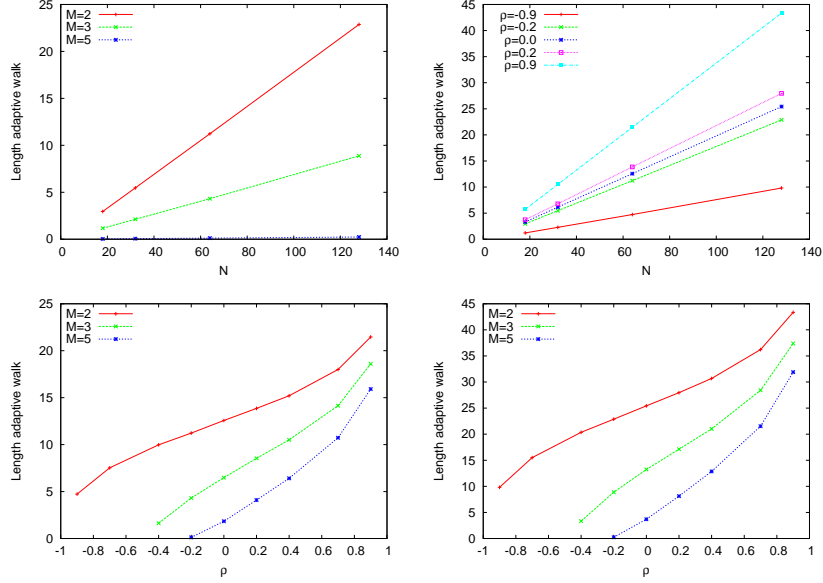 25
20
15
10
5
0
Length adaptive walk
M=2
M=3
M=5
0 20 40 60 80 100 120 140
N
45
40
35
30
25
20
15
10
5
0
Length adaptive walk
ρ=-0.9
ρ=-0.2
ρ=0.0
ρ=0.2
ρ=0.9
0 20 40 60 80 100 120 140
N
25
20
15
10
5
0
Length adaptive walk
M=2
M=3
M=5
-1 -0.8 -0.6 -0.4 -0.2 0 0.2 0.4 0.6 0.8 1
ρ
45
40
35
30
25
20
15
10
5
0
Length adaptive walk
M=2
M=3
M=5
-1 -0.8 -0.6 -0.4 -0.2 0 0.2 0.4 0.6 0.8 1
ρ